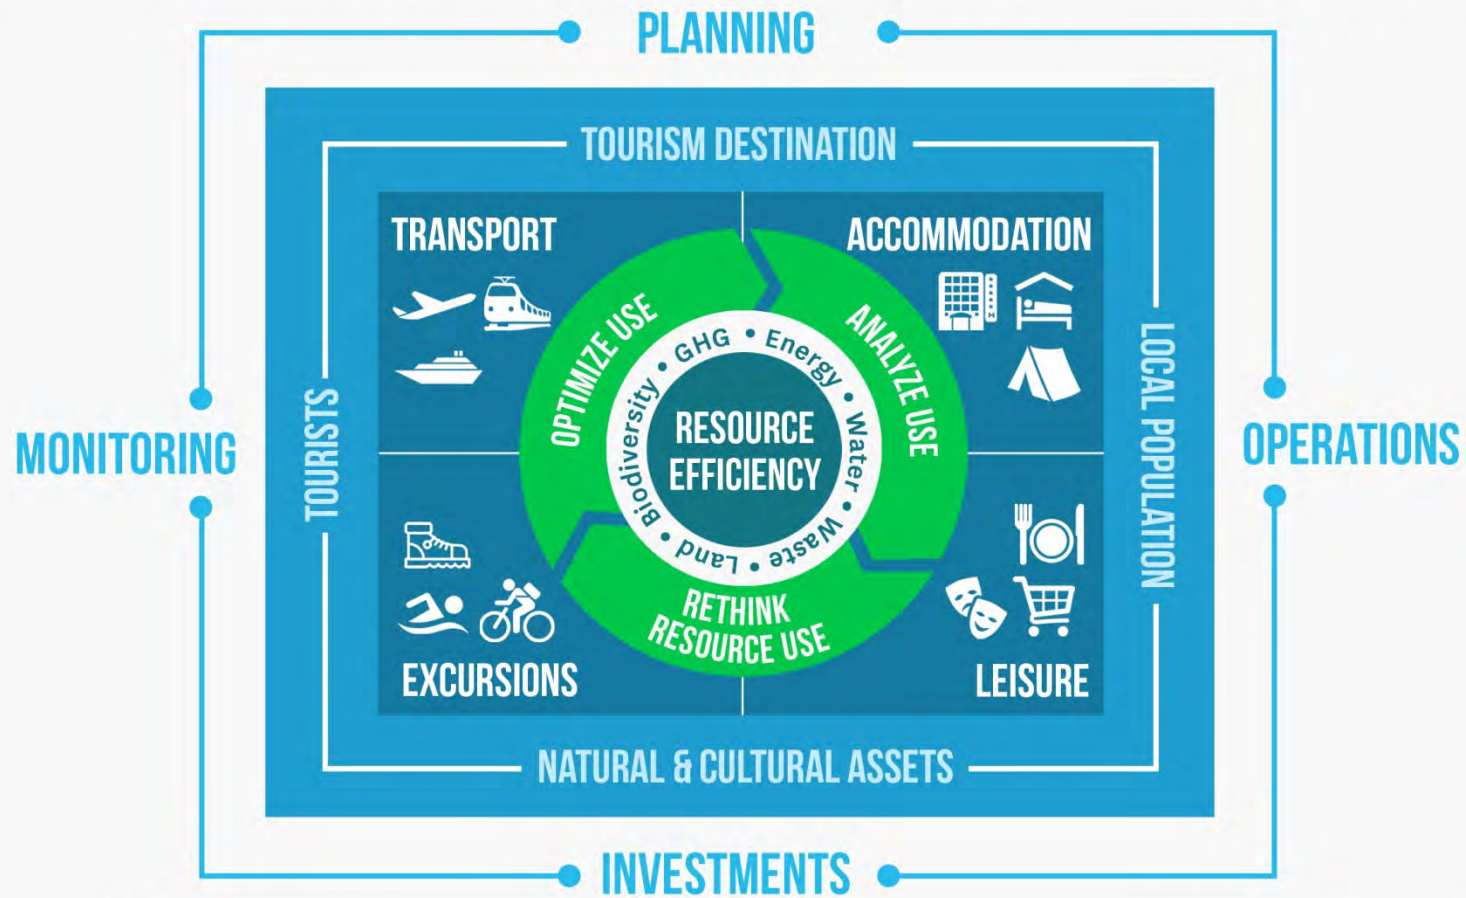 PLANNING
TOURISM DESTINATION
TRANSPORT
ACCOMMODATION
OPTIMIZE USE
ANALYZE USE
GHG • Energy • Water • Waste • Land • Biodiversity •
RESOURCE
EFFICIENCY
TOURISTS
LOCAL POPULATION
MONITORING
OPERATIONS
RETHINK
RESOURCE USE
EXCURSIONS
LEISURE
NATURAL & CULTURAL ASSETS
INVESTMENTS
HOTEL